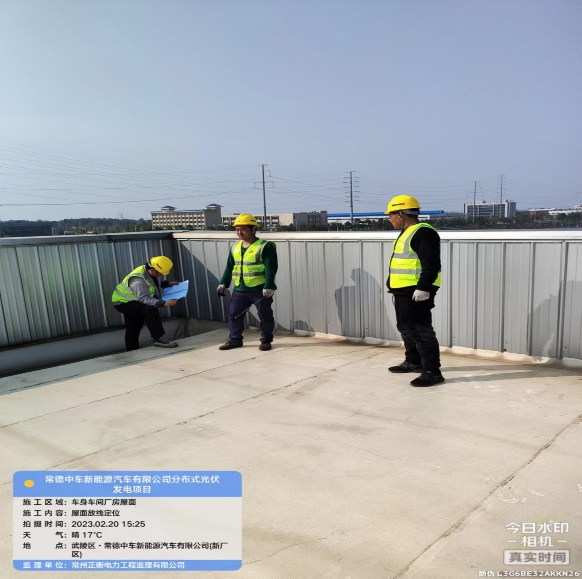 常德中车新能源汽车有限公司分布式光伏
发电项目
施工区域：车身车间厂房屋面
施工内容：屋面放线定位
拍摄时间：2023.02.20 15:25
天　　气：晴 17℃
地　　点：武陵区·常德中车新能源汽车有限公司(新厂
区)
监理单位：常州正衡电力工程监理有限公司
今日水印
-相机-
真实时间
防伪 L3G6BE32AKKN26